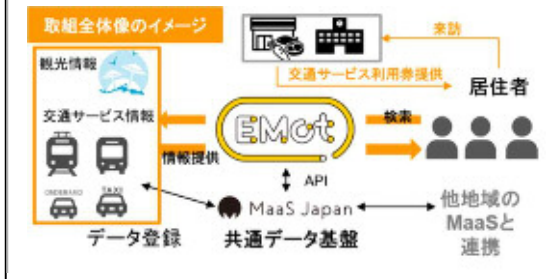 取組全体像のイメージ
来訪
観光情報
交通サービス利用券提供
居住者
交通サービス情報
EMot
検索
情報提供
API
ONDEMAND
TAXI
MaaS Japan
他地域の
MaaSと
連携
データ登録
共通データ基盤